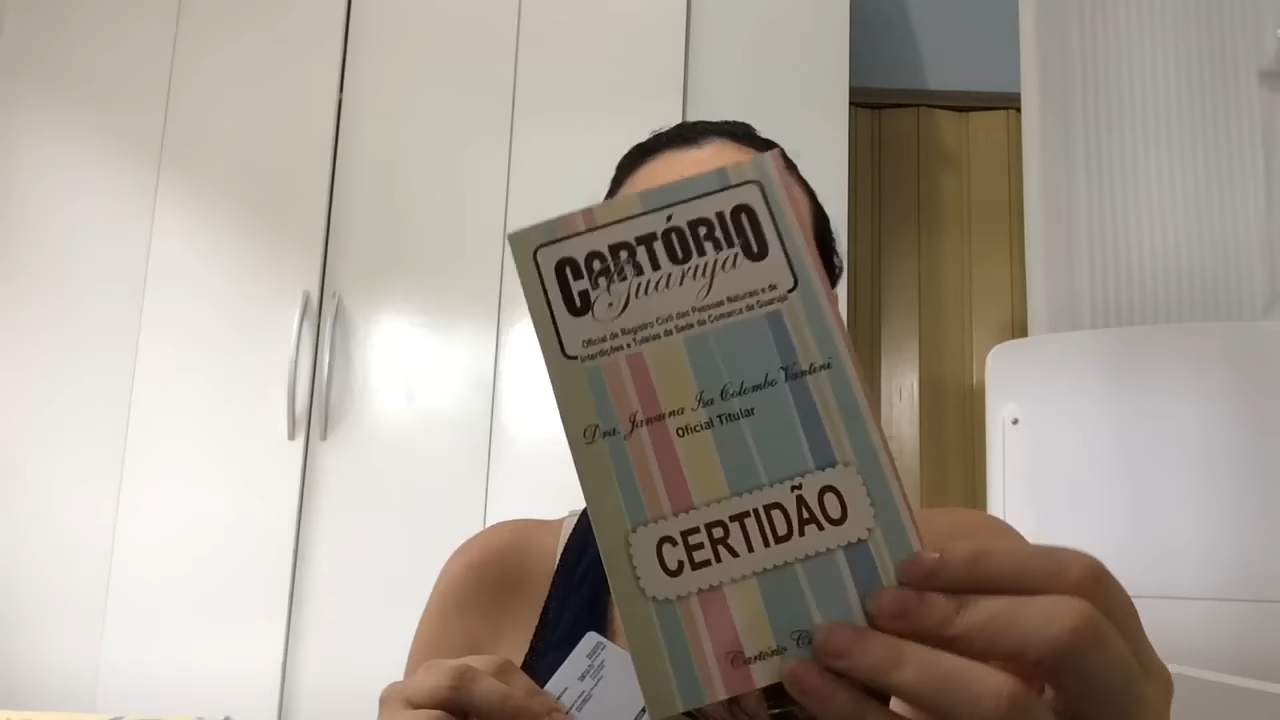 CARTÓRIO
Guarujá
Oficial de Registro Civil das Pessoas Naturais e de
Interdições e Tutelas da Sede da Comarca de Guarujá
Dra. Janaina Isa Colombo Vantini
Oficial Titular
CERTIDÃO
Cartório